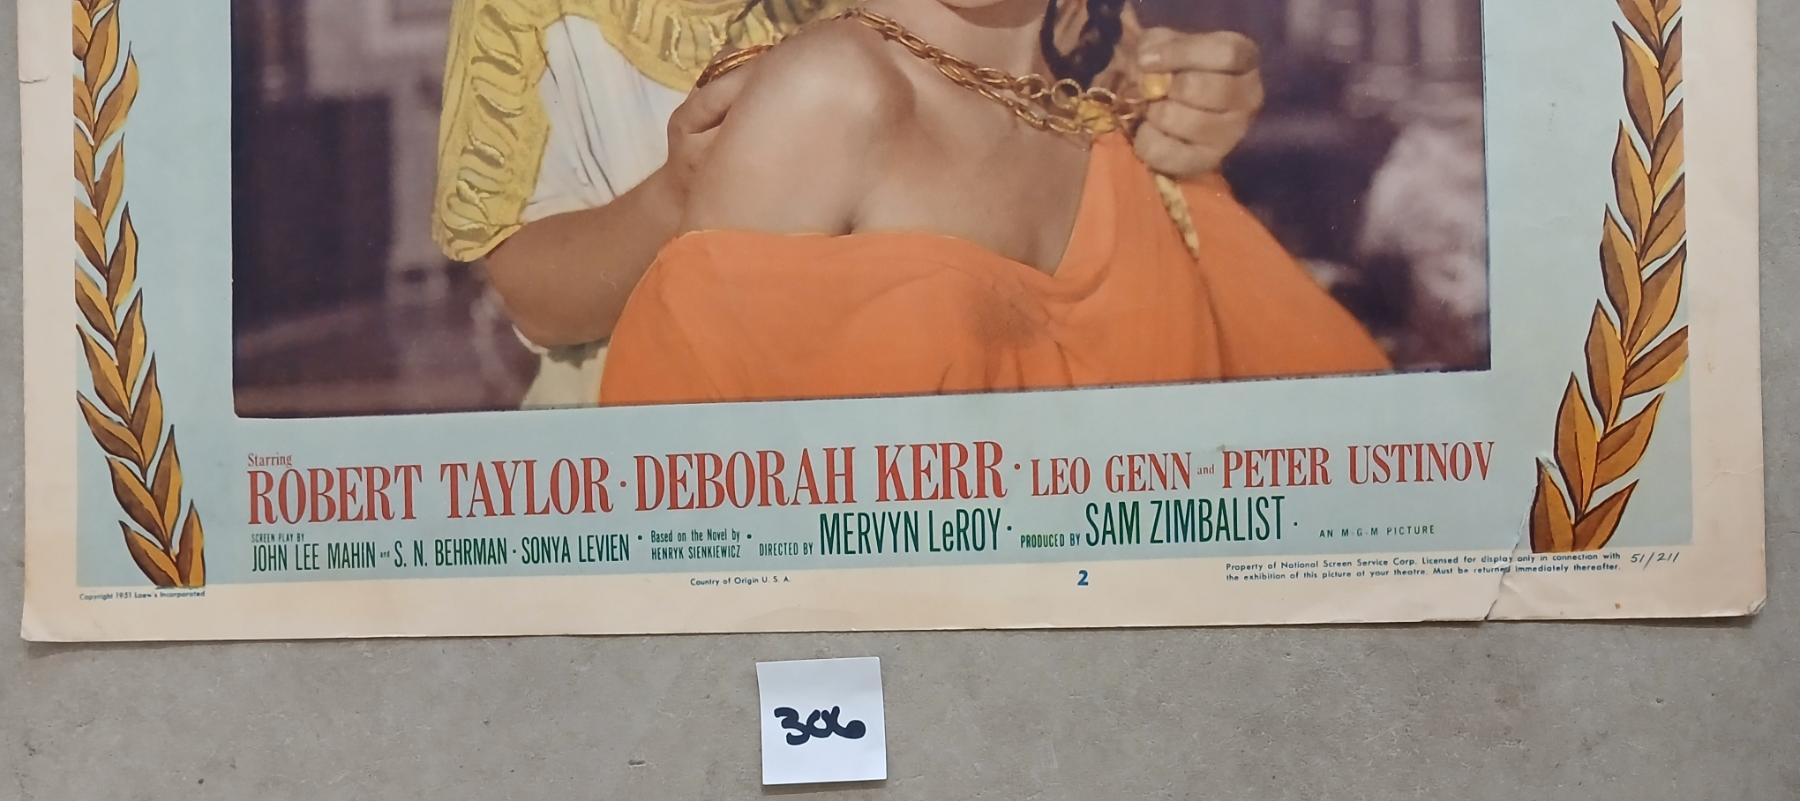 Starring
ROBERT TAYLOR · DEBORAH KERR · LEO GENN and PETER USTINOV
SCREEN PLAY BY
JOHN LEE MAHIN and S. N. BEHRMAN · SONYA LEVIEN · Based on the Novel by HENRYK SIENKIEWICZ · DIRECTED BY MERVYN LeROY · PRODUCED BY SAM ZIMBALIST · AN M-G-M PICTURE
Copyright 1951 Loew's Incorporated
Country of Origin U. S. A.
2
Property of National Screen Service Corp. Licensed for display only in connection with
the exhibition of this picture at your theatre. Must be returned immediately thereafter.
51/211
306